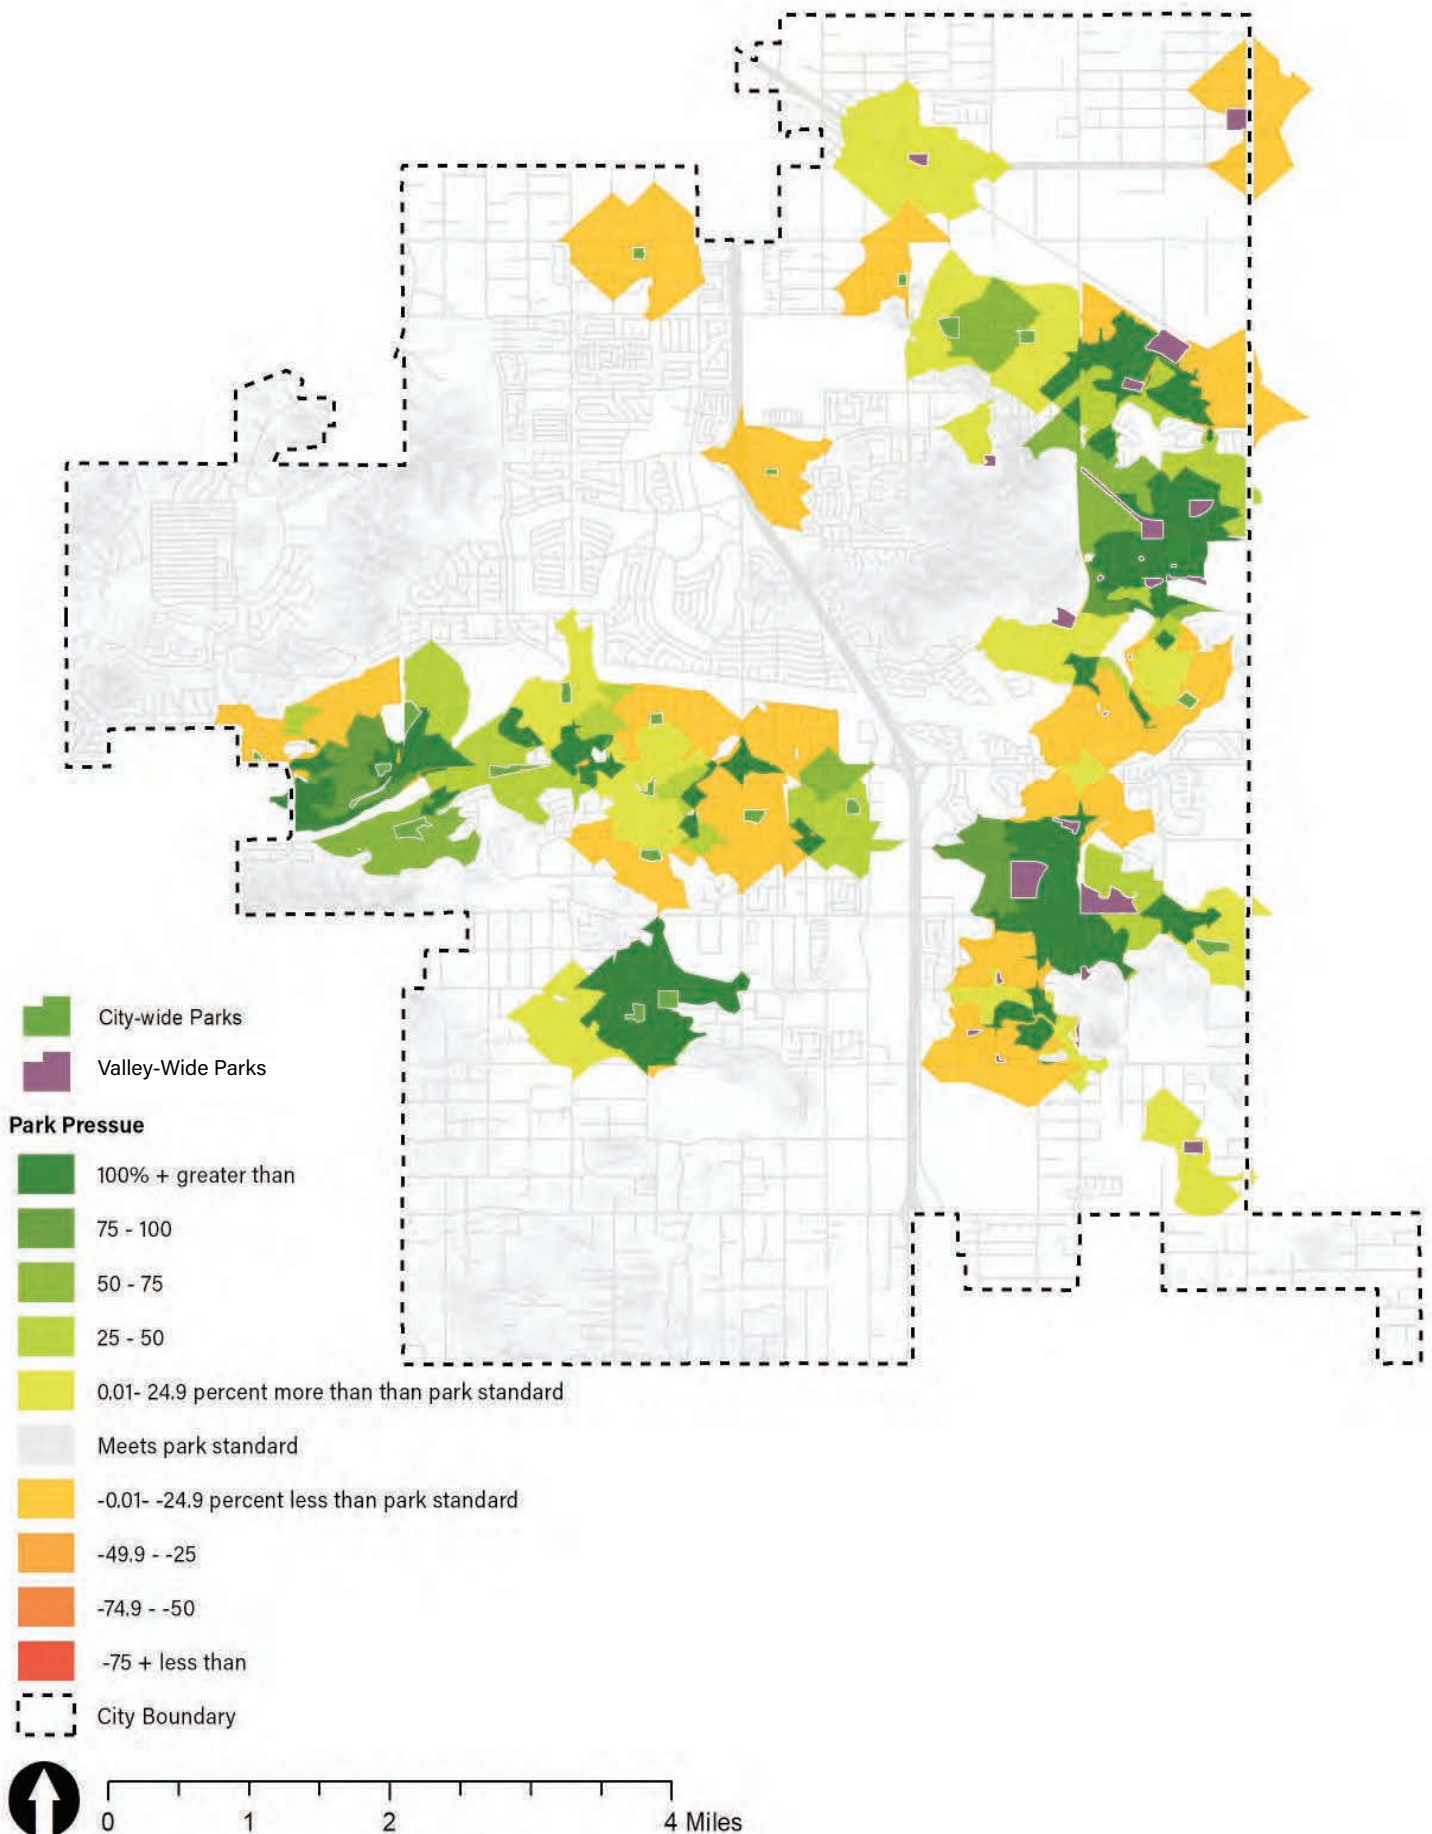 City-wide Parks
Valley-Wide Parks
Park Pressue
100% + greater than
75 - 100
50 - 75
25 - 50
0.01- 24.9 percent more than than park standard
Meets park standard
-0.01- -24.9 percent less than park standard
-49.9 - -25
-74.9 - -50
-75 + less than
City Boundary
0 1 2 4 Miles